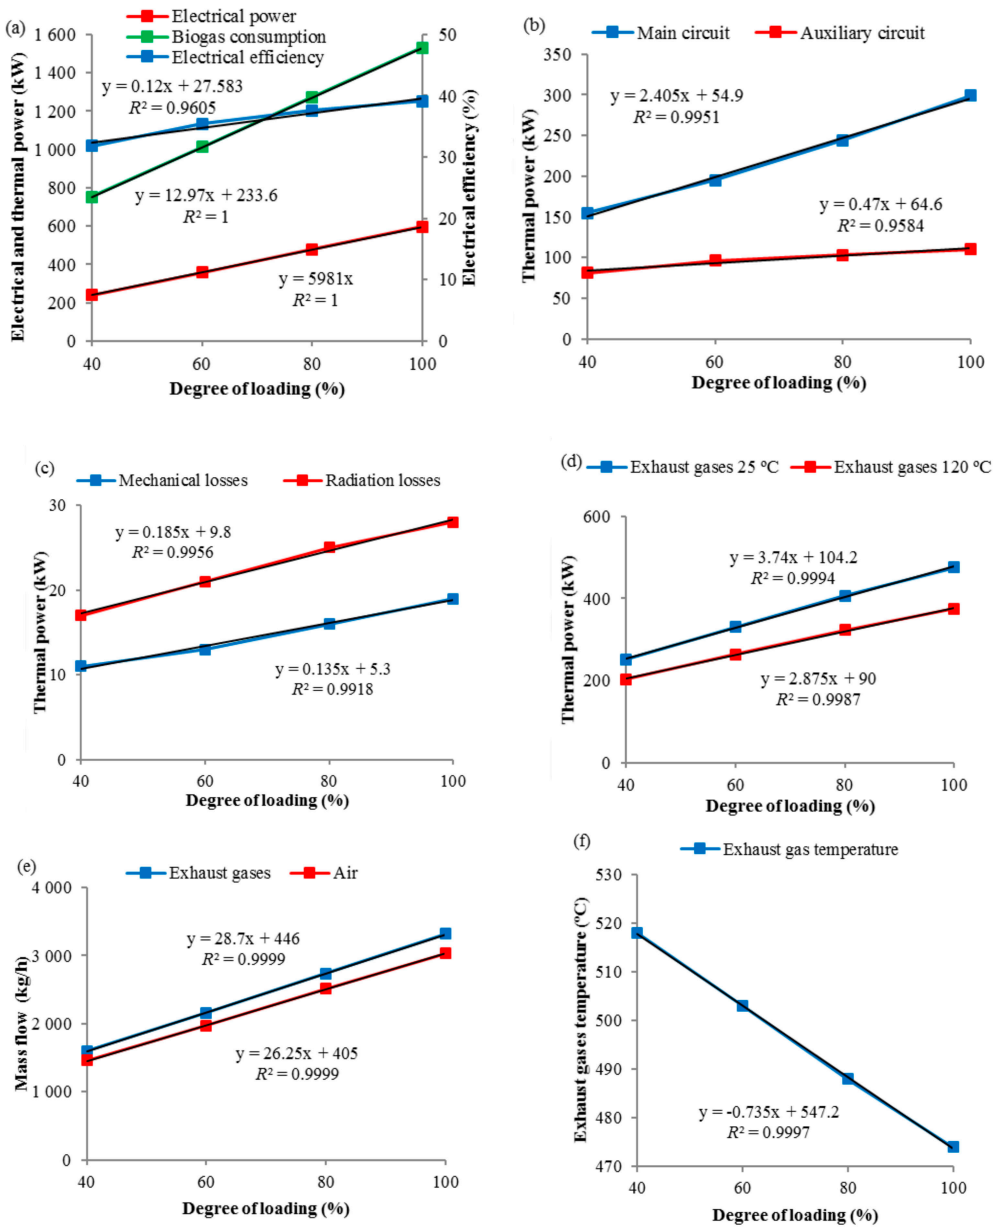 (a)
Electrical power
Biogas consumption
Electrical efficiency
1 600
1 400
1 200
1 000
800
600
400
200
0
50
40
30
20
10
0
y = 0.12x + 27.583
R² = 0.9605
y = 12.97x + 233.6
R² = 1
y = 5981x
R² = 1
40 60 80 100
Degree of loading (%)
Electrical and thermal power (kW)
Electrical efficiency (%)
(b)
Main circuit Auxiliary circuit
350
300
250
200
150
100
50
0
y = 2.405x + 54.9
R² = 0.9951
y = 0.47x + 64.6
R² = 0.9584
40 60 80 100
Degree of loading (%)
Thermal power (kW)
(c)
Mechanical losses Radiation losses
30
20
10
0
y = 0.185x + 9.8
R² = 0.9956
y = 0.135x + 5.3
R² = 0.9918
40 60 80 100
Degree of loading (%)
Thermal power (kW)
(d)
Exhaust gases 25 ºC Exhaust gases 120 ºC
600
400
200
0
y = 3.74x + 104.2
R² = 0.9994
y = 2.875x + 90
R² = 0.9987
40 60 80 100
Degree of loading (%)
Thermal power (kW)
(e)
Exhaust gases Air
4 000
3 000
2 000
1 000
0
y = 28.7x + 446
R² = 0.9999
y = 26.25x + 405
R² = 0.9999
40 60 80 100
Degree of loading (%)
Mass flow (kg/h)
(f)
Exhaust gas temperature
530
520
510
500
490
480
470
y = -0.735x + 547.2
R² = 0.9997
40 60 80 100
Degree of loading (%)
Exhaust gases temperature (ºC)